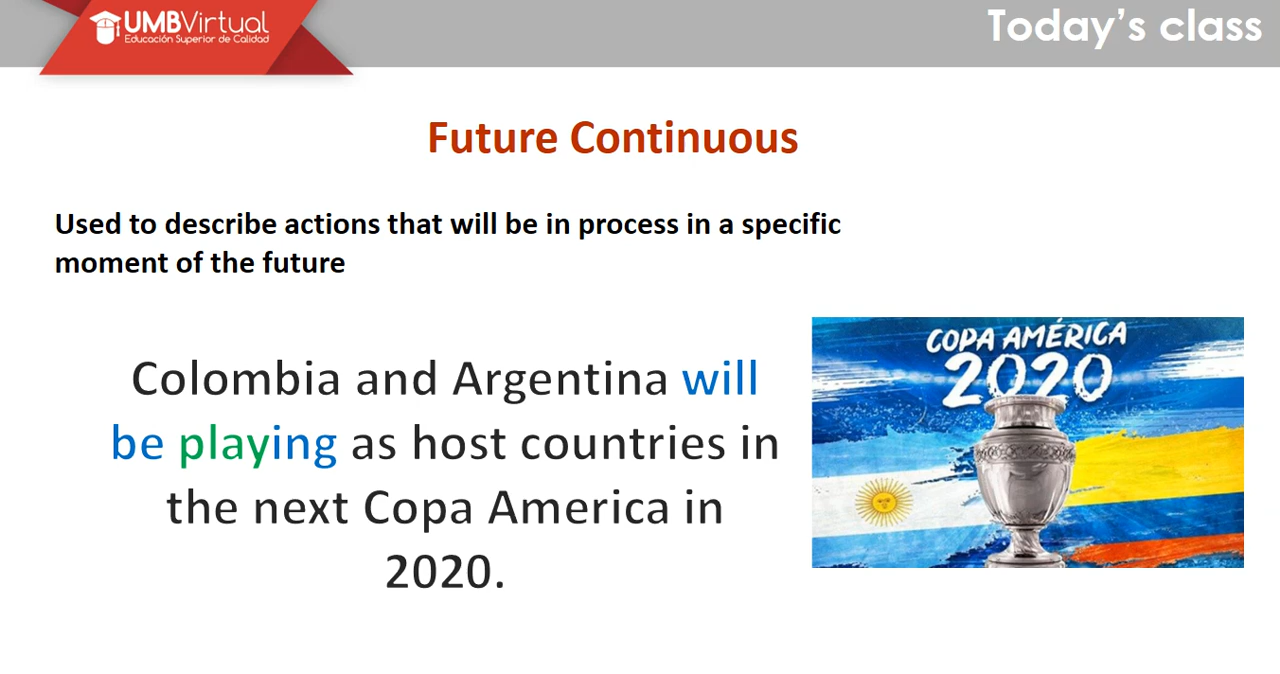 UMBVirtual
Educación Superior de Calidad
Today's class
Future Continuous
Used to describe actions that will be in process in a specific
moment of the future
Colombia and Argentina will
be playing as host countries in
the next Copa America in
2020.
COPA AMÉRICA
2020